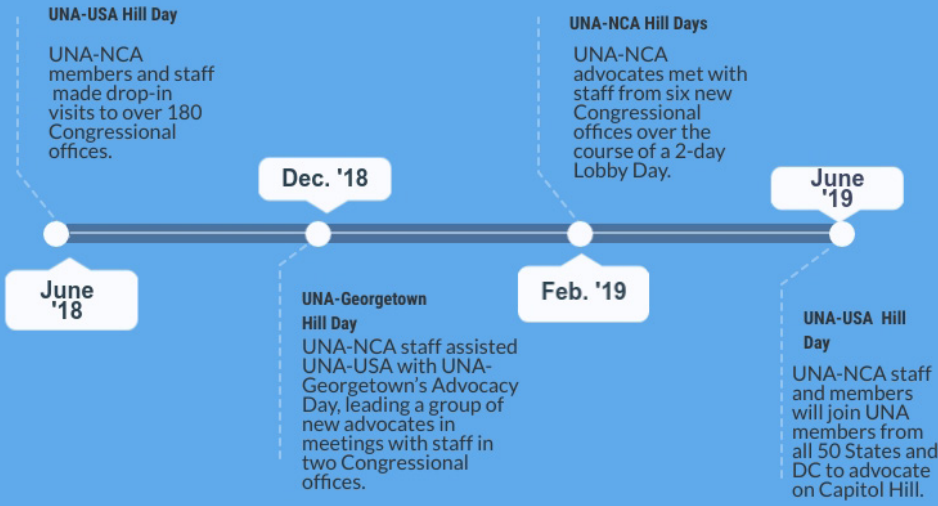 UNA-USA Hill Day
UNA-NCA
members and staff
made drop-in
visits to over 180
Congressional
offices.
June
'18
Dec. '18
UNA-Georgetown
Hill Day
UNA-NCA staff assisted
UNA-USA with UNA-
Georgetown's Advocacy
Day, leading a group of
new advocates in
meetings with staff in
two Congressional
offices.
UNA-NCA Hill Days
UNA-NCA
advocates met with
staff from six new
Congressional
offices over the
course of a 2-day
Lobby Day.
Feb. '19
June
'19
UNA-USA Hill
Day
UNA-NCA staff
and members
will join UNA
members from
all 50 States and
DC to advocate
on Capitol Hill.